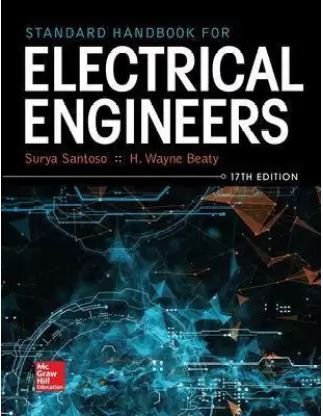 STANDARD HANDBOOK FOR
ELECTRICAL
ENGINEERS
Surya Santoso :: H. Wayne Beaty
17TH EDITION
Mc
Graw
Hill
Education